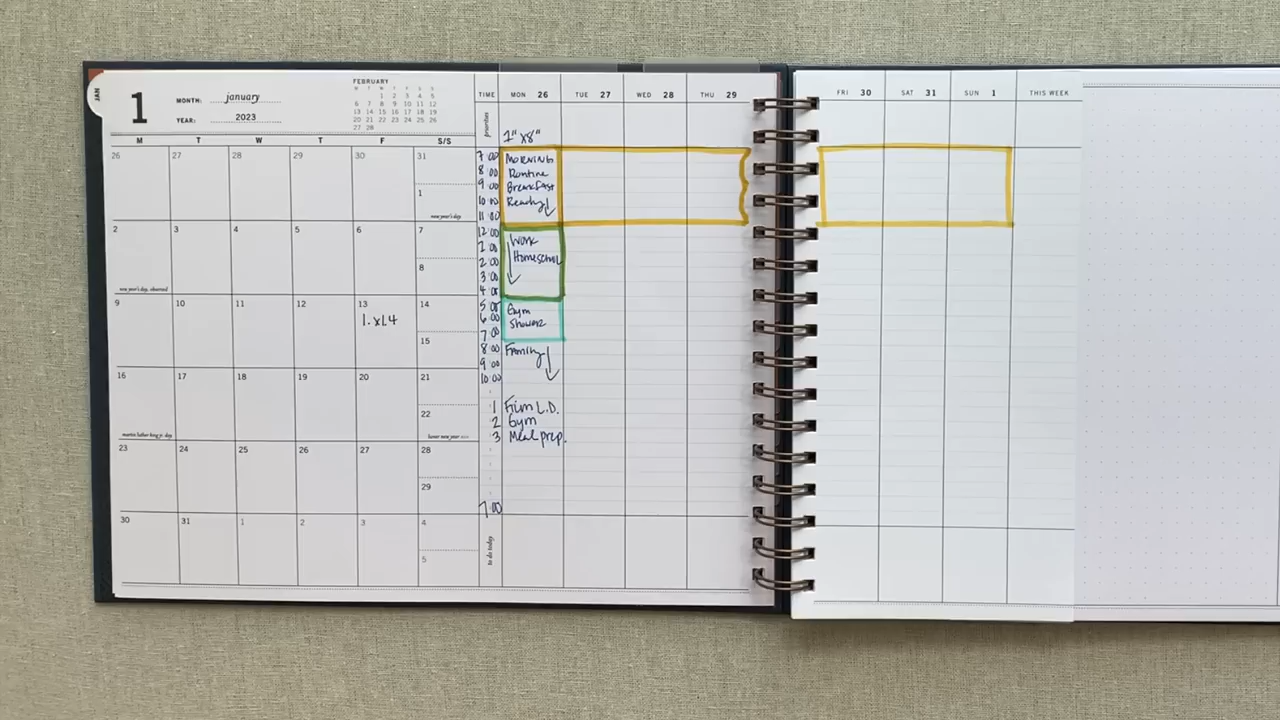 JAN
1
MONTH: january
YEAR: 2023
FEBRUARY
M T W T F S S
1 2 3 4 5
6 7 8 9 10 11 12
13 14 15 16 17 18 19
20 21 22 23 24 25 26
27 28
M T W T F S/S
26 27 28 29 30 31
1
new year's day
2 3 4 5 6 7
8
new year's day, observed
9 10 11 12 13 14
1.x1.4
15
16 17 18 19 20 21
22
martin luther king jr. day
lunar new year
23 24 25 26 27 28
29
30 31 1 2 3 4
5
TIME MON 26 TUE 27 WED 28 THU 29
priorities
1" x8"
7:00 MORNING
8:00 Routine
9:00 Breakfast
10:00 Ready
11:00
12:00 Work
1:00
2:00 Homeschool
3:00
4:00
5:00 Gym
6:00 Shower
7:00
8:00 Family
9:00
10:00
1 Film L.D.
2 Gym
3 Meal prep.
7:00
to do today
FRI 30 SAT 31 SUN 1 THIS WEEK